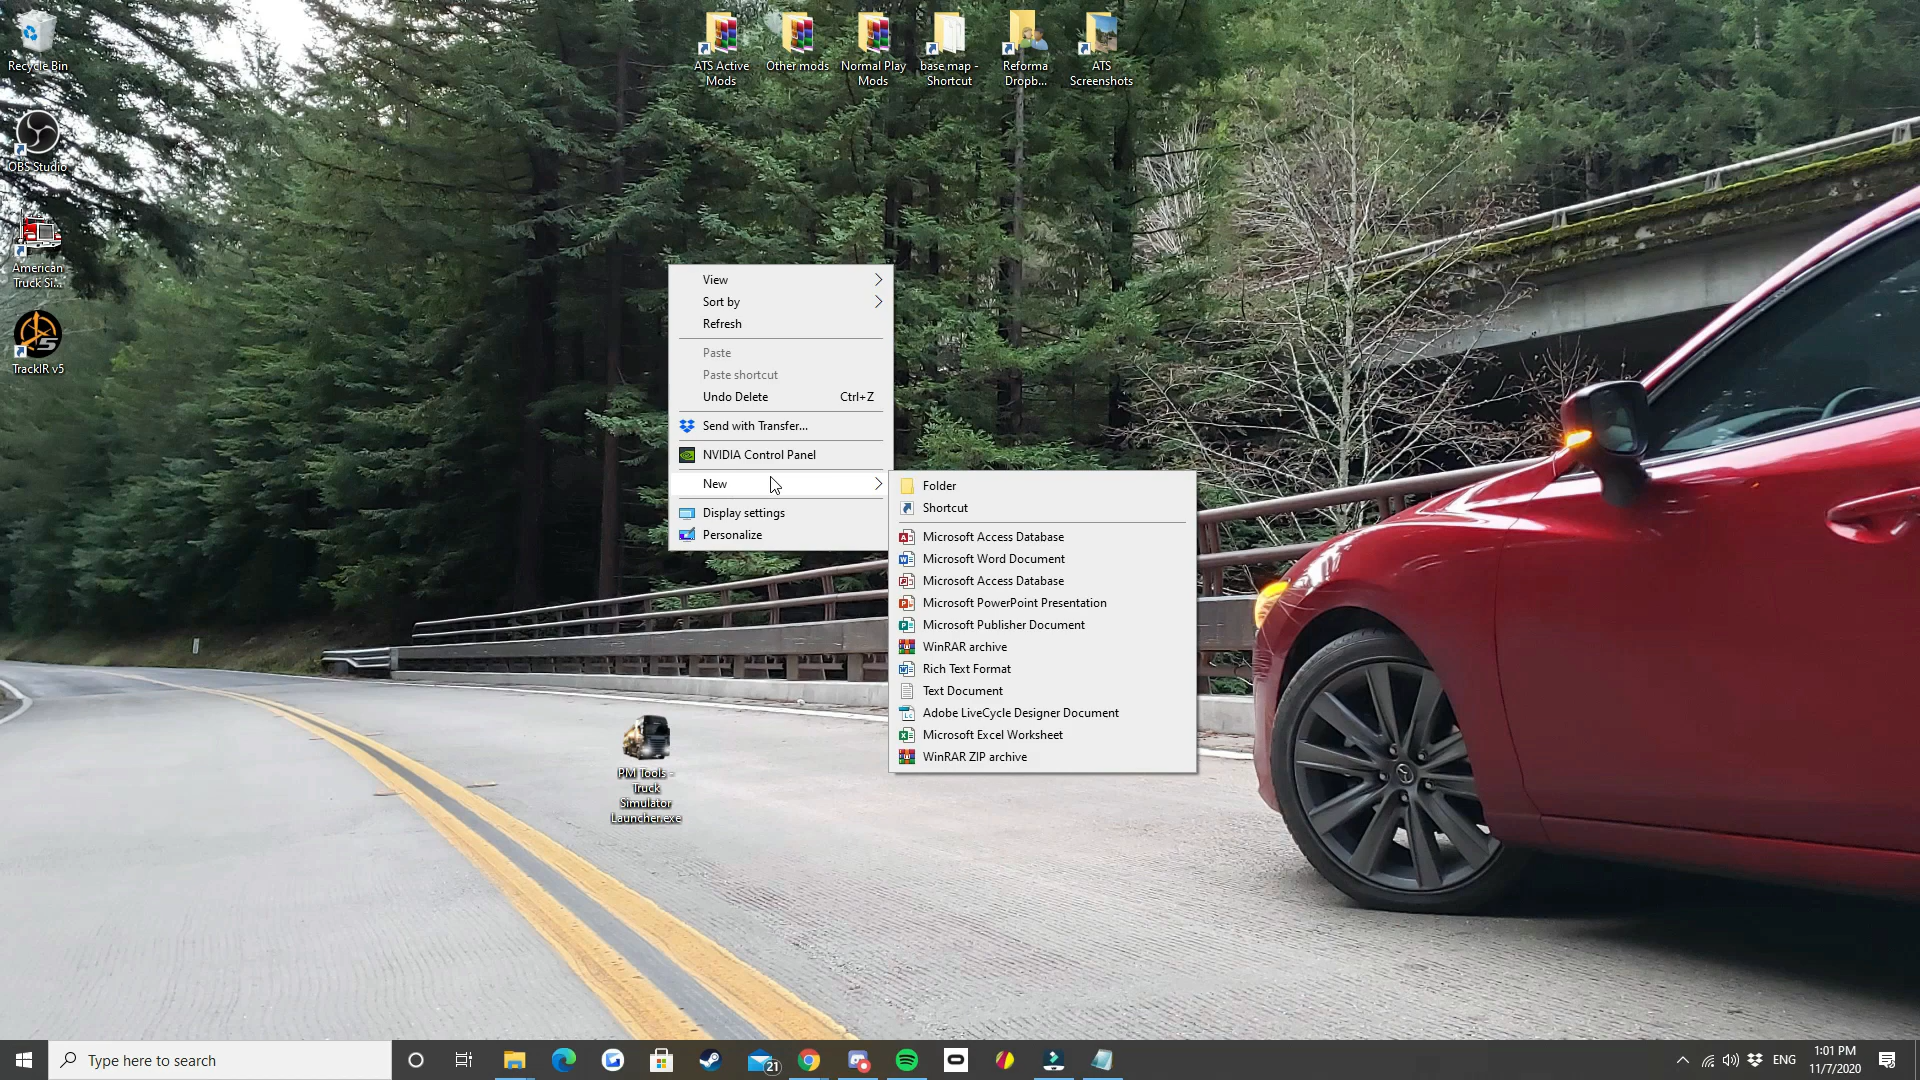 Recycle Bin
OBS Studio
American
Truck Si...
TrackIR v5
5
ATS Active
Mods
Other mods
Normal Play
Mods
base map -
Shortcut
Reforma
Dropb...
ATS
Screenshots
View
Sort by
Refresh
Paste
Paste shortcut
Undo Delete Ctrl+Z
Send with Transfer...
NVIDIA Control Panel
New
Display settings
Personalize
Folder
Shortcut
Microsoft Access Database
Microsoft Word Document
Microsoft Access Database
Microsoft PowerPoint Presentation
Microsoft Publisher Document
WinRAR archive
Rich Text Format
Text Document
Adobe LiveCycle Designer Document
Microsoft Excel Worksheet
WinRAR ZIP archive
PM Tools -
Truck
Simulator
Launcher.exe
Type here to search
21
ENG
1:01 PM
11/7/2020